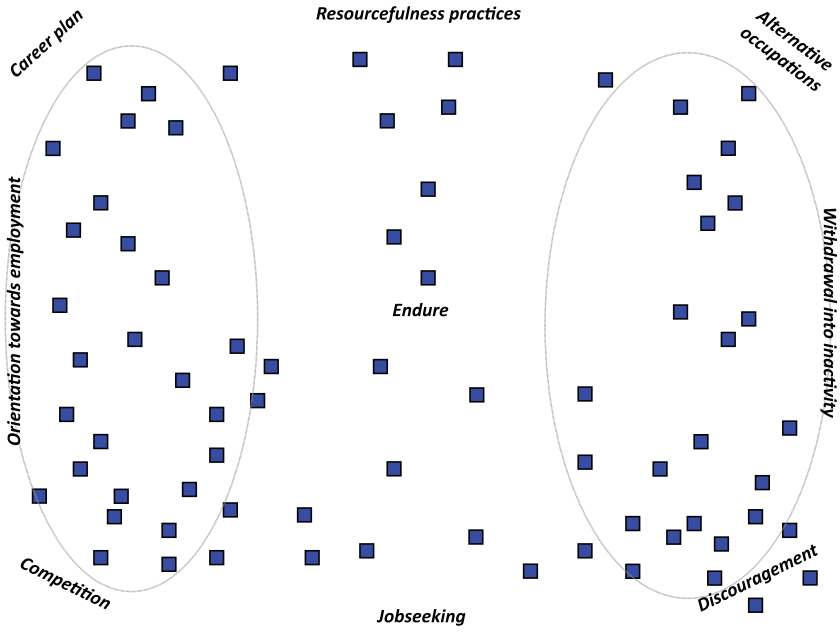 Resourcefulness practices
Career plan
Alternative
occupations
Orientation towards employment
Withdrawal into inactivity
Endure
Competition
Discouragement
Jobseeking